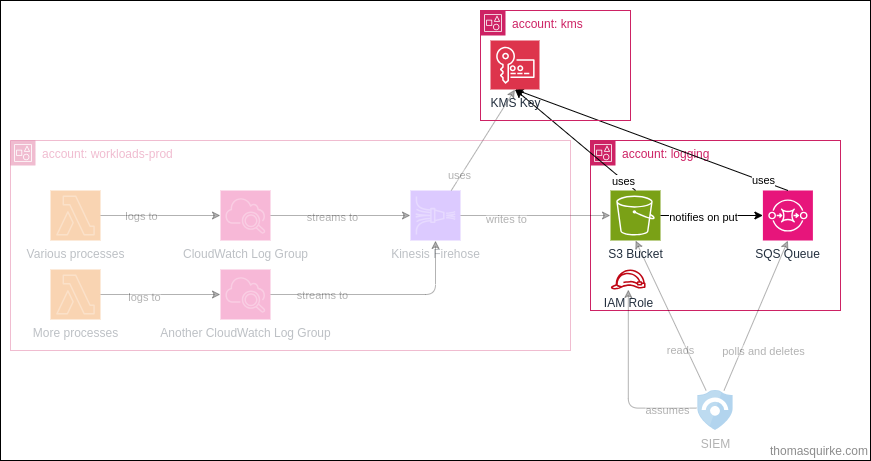 account: kms
KMS Key
account: workloads-prod
account: logging
uses
uses
uses
logs to
streams to
writes to
notifies on put
Various processes
CloudWatch Log Group
Kinesis Firehose
S3 Bucket
SQS Queue
logs to
streams to
IAM Role
More processes
Another CloudWatch Log Group
reads
polls and deletes
assumes
SIEM
thomasquirke.com